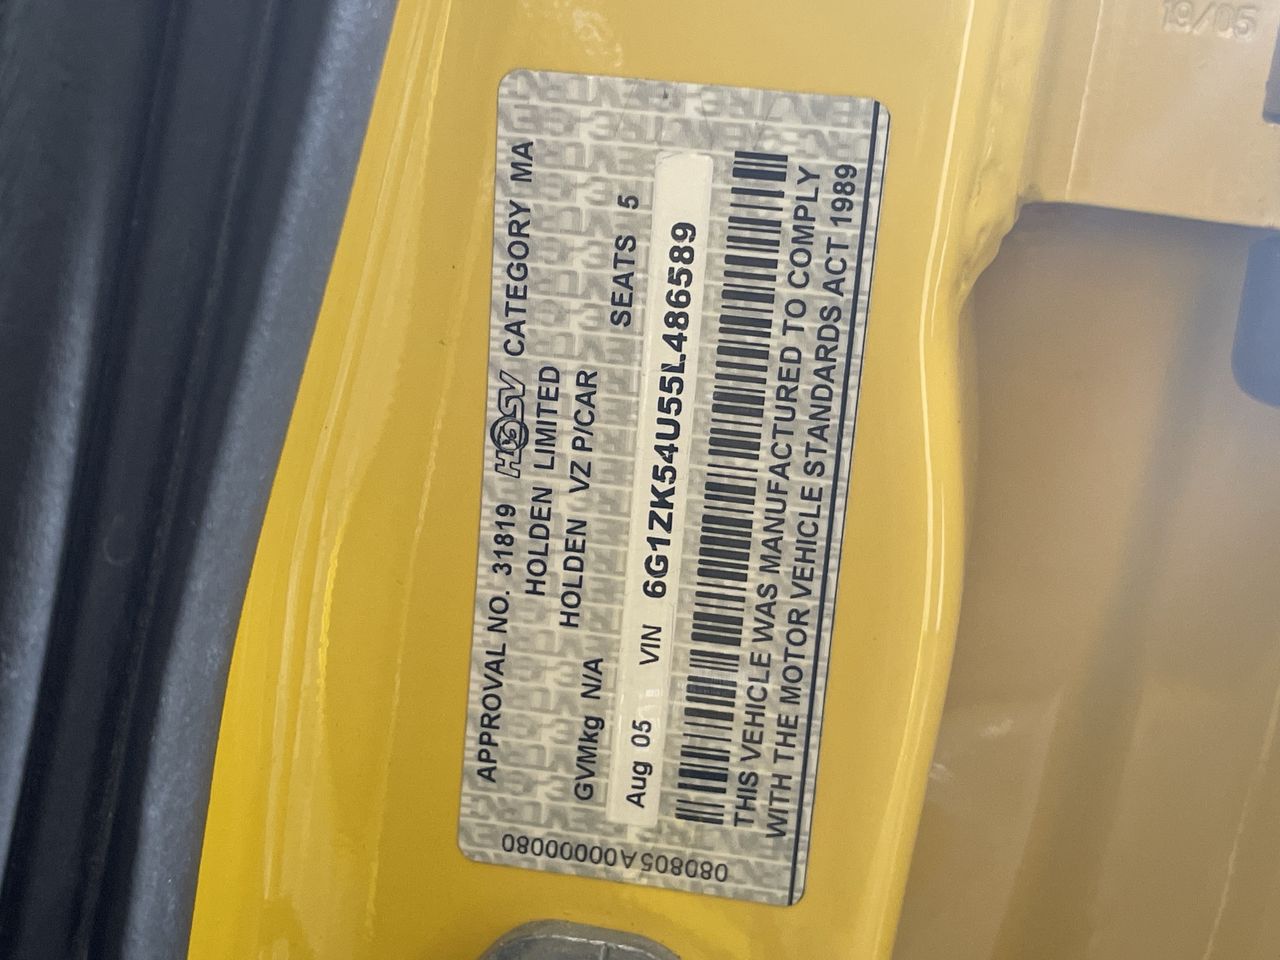 APPROVAL NO. 31819 HSV CATEGORY MA
HOLDEN LIMITED
HOLDEN VZ P/CAR
GVMkg N/A SEATS 5
Aug 05 VIN 6G1ZK54U55L486589
THIS VEHICLE WAS MANUFACTURED TO COMPLY
WITH THE MOTOR VEHICLE STANDARDS ACT 1989
080805A00000080
19/05